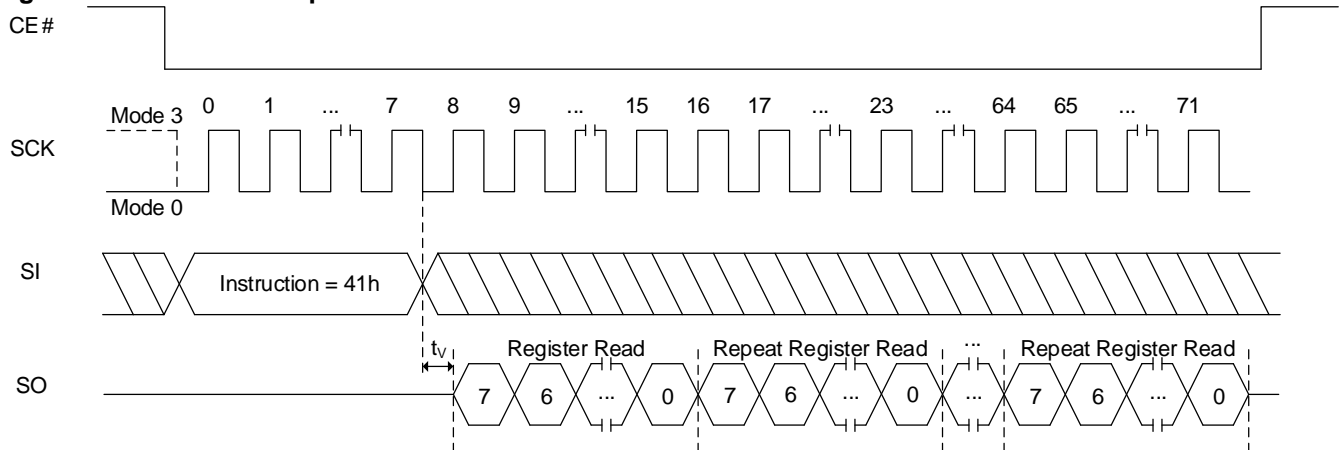 CE#
0 1 ... 7 8 9 ... 15 16 17 ... 23 ... 64 65 ... 71
Mode 3
SCK
Mode 0
SI
Instruction = 41h
tV
Register Read Repeat Register Read ... Repeat Register Read
SO
7 6 ... 0 7 6 ... 0 ... 7 6 ... 0